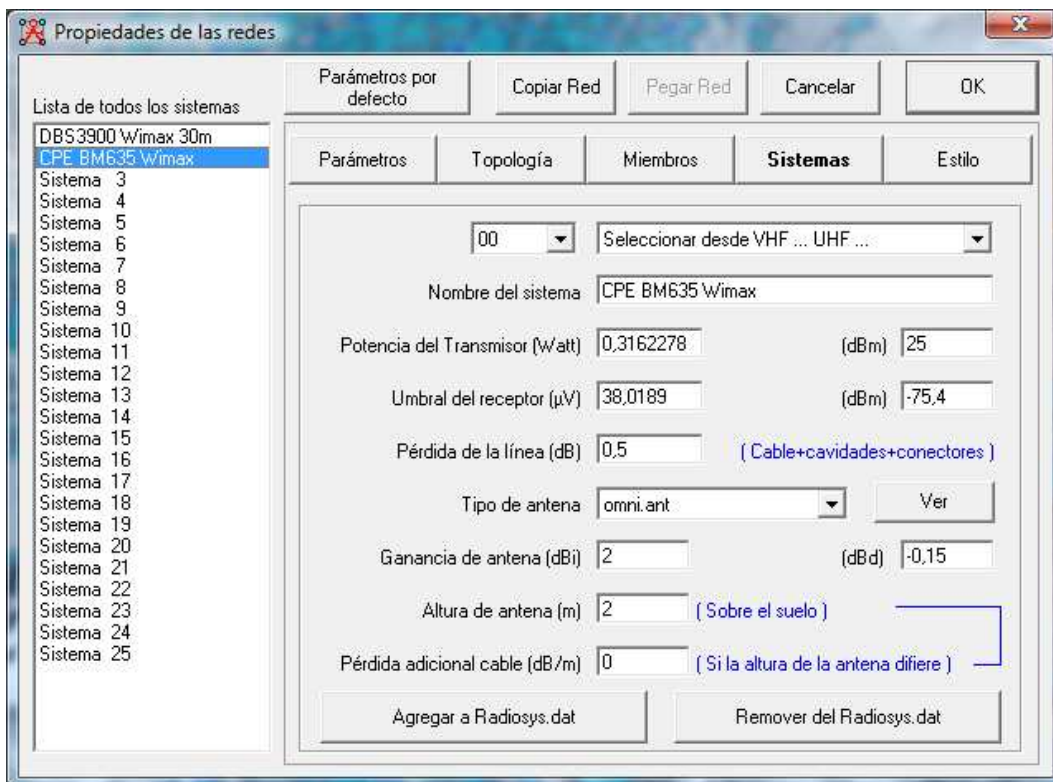 Propiedades de las redes
Lista de todos los sistemas
DBS3900 Wimax 30m
CPE BM635 Wimax
Sistema 3
Sistema 4
Sistema 5
Sistema 6
Sistema 7
Sistema 8
Sistema 9
Sistema 10
Sistema 11
Sistema 12
Sistema 13
Sistema 14
Sistema 15
Sistema 16
Sistema 17
Sistema 18
Sistema 19
Sistema 20
Sistema 21
Sistema 22
Sistema 23
Sistema 24
Sistema 25
Parámetros por
defecto
Copiar Red
Pegar Red
Cancelar
OK
Parámetros Topología Miembros Sistemas Estilo
00 Seleccionar desde VHF ... UHF ...
Nombre del sistema CPE BM635 Wimax
Potencia del Transmisor (Watt) 0,3162278 (dBm) 25
Umbral del receptor (µV) 38,0189 (dBm) -75,4
Pérdida de la línea (dB) 0,5 ( Cable+cavidades+conectores )
Tipo de antena omni.ant Ver
Ganancia de antena (dBi) 2 (dBd) -0,15
Altura de antena (m) 2 ( Sobre el suelo )
Pérdida adicional cable (dB/m) 0 ( Si la altura de la antena difiere )
Agregar a Radiosys.dat Remover del Radiosys.dat